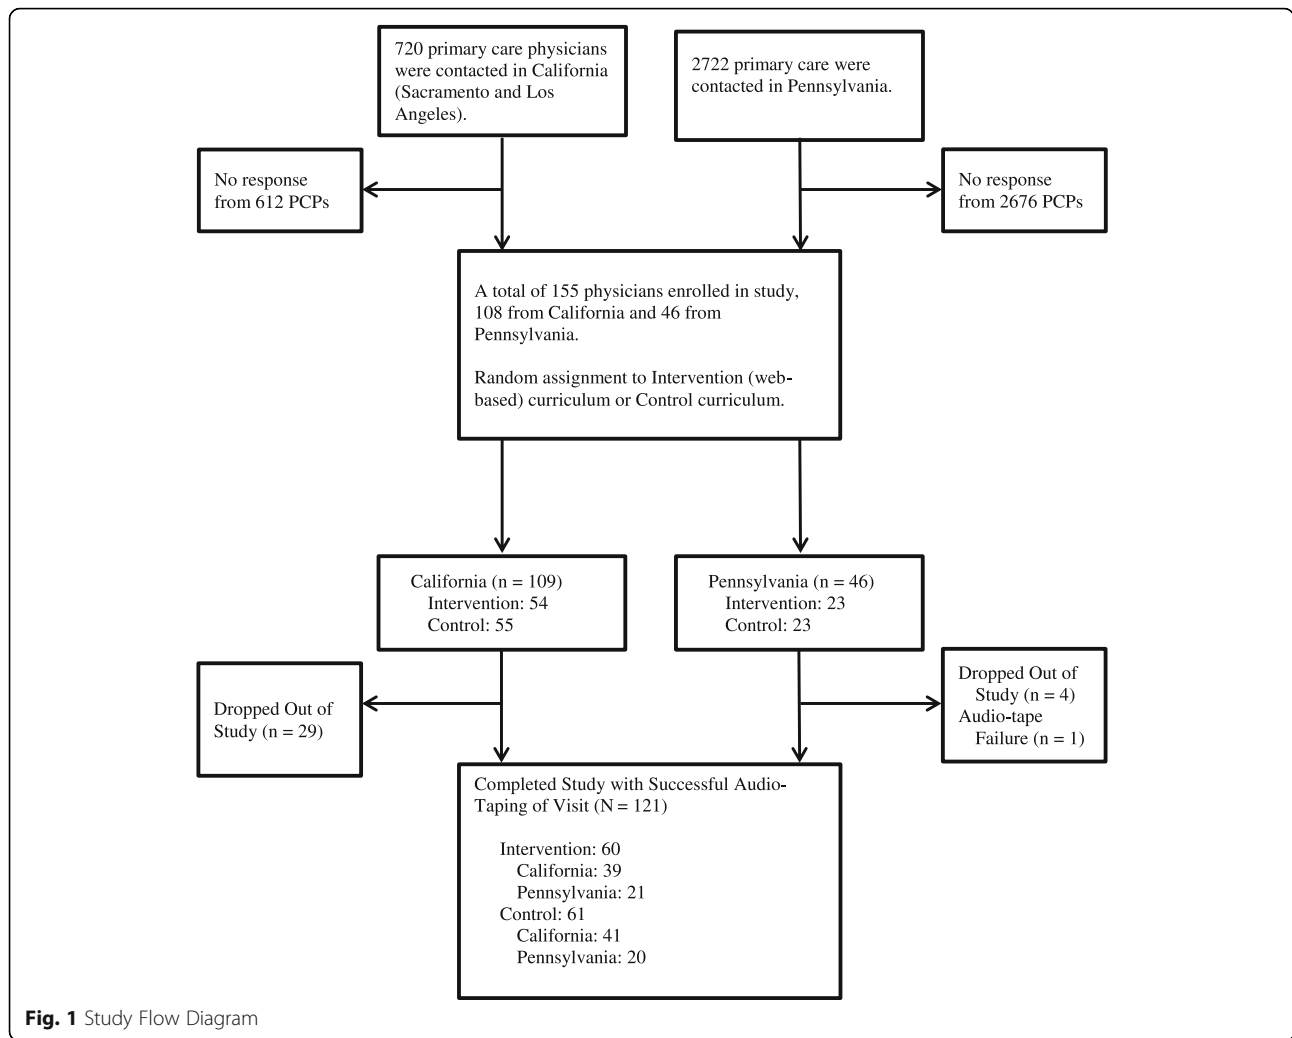 720 primary care physicians
were contacted in California
(Sacramento and Los
Angeles).
2722 primary care were
contacted in Pennsylvania.
No response
from 612 PCPs
No response
from 2676 PCPs
A total of 155 physicians enrolled in study,
108 from California and 46 from
Pennsylvania.
Random assignment to Intervention (web-
based) curriculum or Control curriculum.
California (n = 109)
Intervention: 54
Control: 55
Pennsylvania (n = 46)
Intervention: 23
Control: 23
Dropped Out of
Study (n = 29)
Dropped Out of
Study (n = 4)
Audio-tape
Failure (n = 1)
Completed Study with Successful Audio-
Taping of Visit (N = 121)
Intervention: 60
California: 39
Pennsylvania: 21
Control: 61
California: 41
Pennsylvania: 20
Fig. 1 Study Flow Diagram